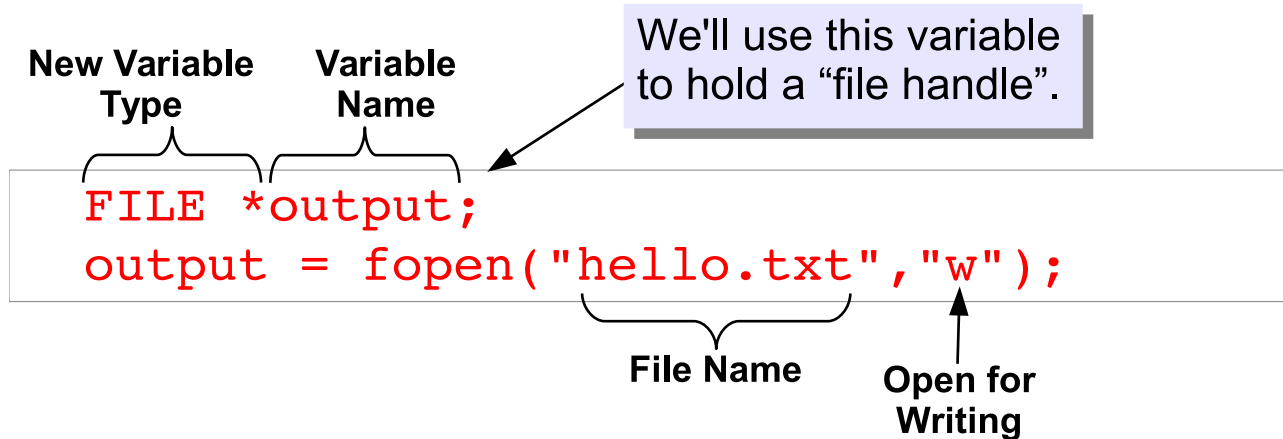 New Variable
Type
Variable
Name
We'll use this variable
to hold a “file handle”.
FILE *output;
output = fopen("hello.txt","w");
File Name
Open for
Writing